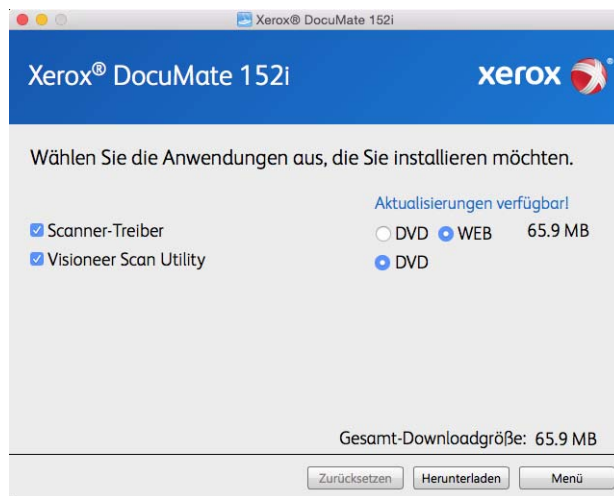 Xerox® DocuMate 152i
Xerox® DocuMate 152i
xerox ®
Wählen Sie die Anwendungen aus, die Sie installieren möchten.
Aktualisierungen verfügbar!
Scanner-Treiber DVD WEB 65.9 MB
Visioneer Scan Utility DVD
Gesamt-Downloadgröße: 65.9 MB
Zurücksetzen Herunterladen Menü